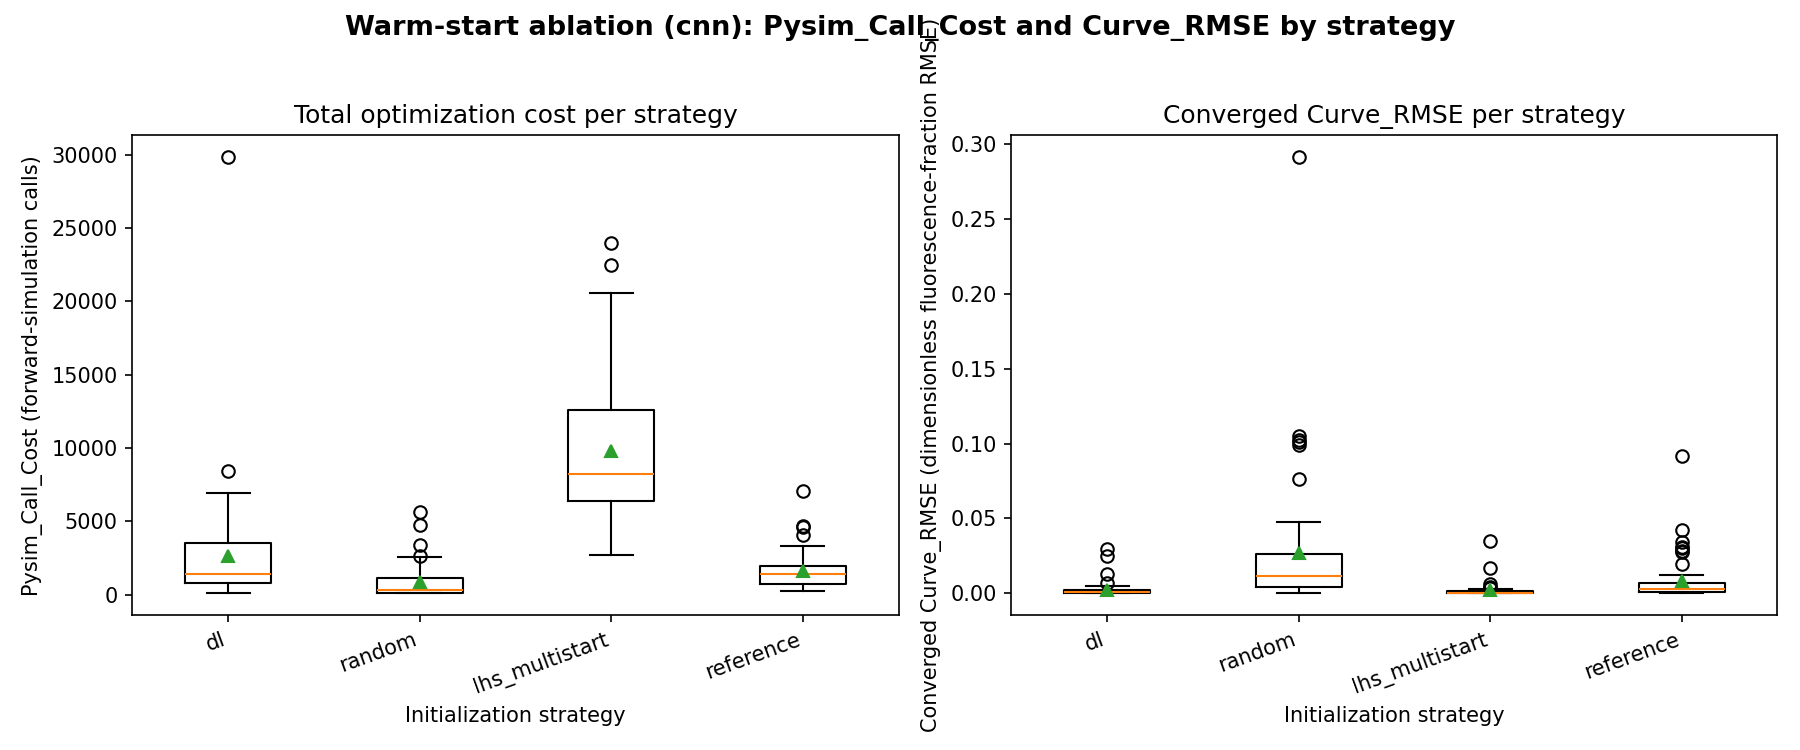 Warm-start ablation (cnn): Pysim_Call_Cost and Curve_RMSE by strategy
Total optimization cost per strategy
Pysim_Call_Cost (forward-simulation calls)
30000
25000
20000
15000
10000
5000
0
dl
random
lhs_multistart
reference
Initialization strategy
Converged Curve_RMSE per strategy
Converged Curve_RMSE (dimensionless fluorescence-fraction RMSE)
0.30
0.25
0.20
0.15
0.10
0.05
0.00
dl
random
lhs_multistart
reference
Initialization strategy